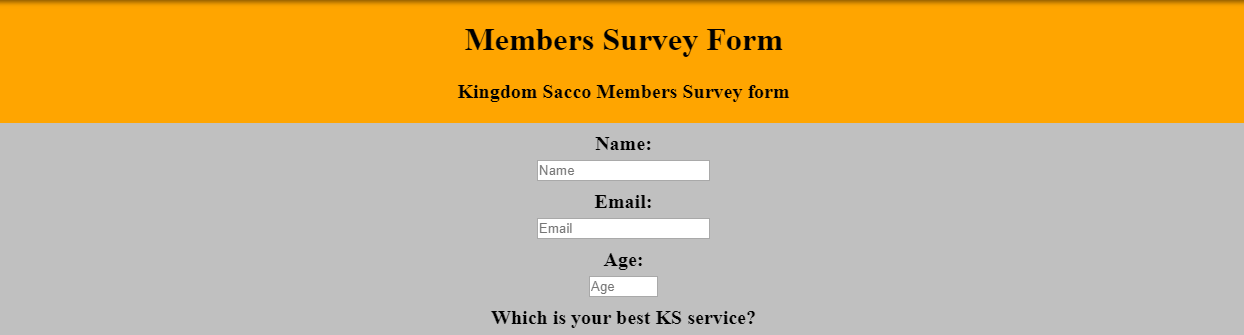 Members Survey Form
Kingdom Sacco Members Survey form
Name:
Name
Email:
Email
Age:
Age
Which is your best KS service?